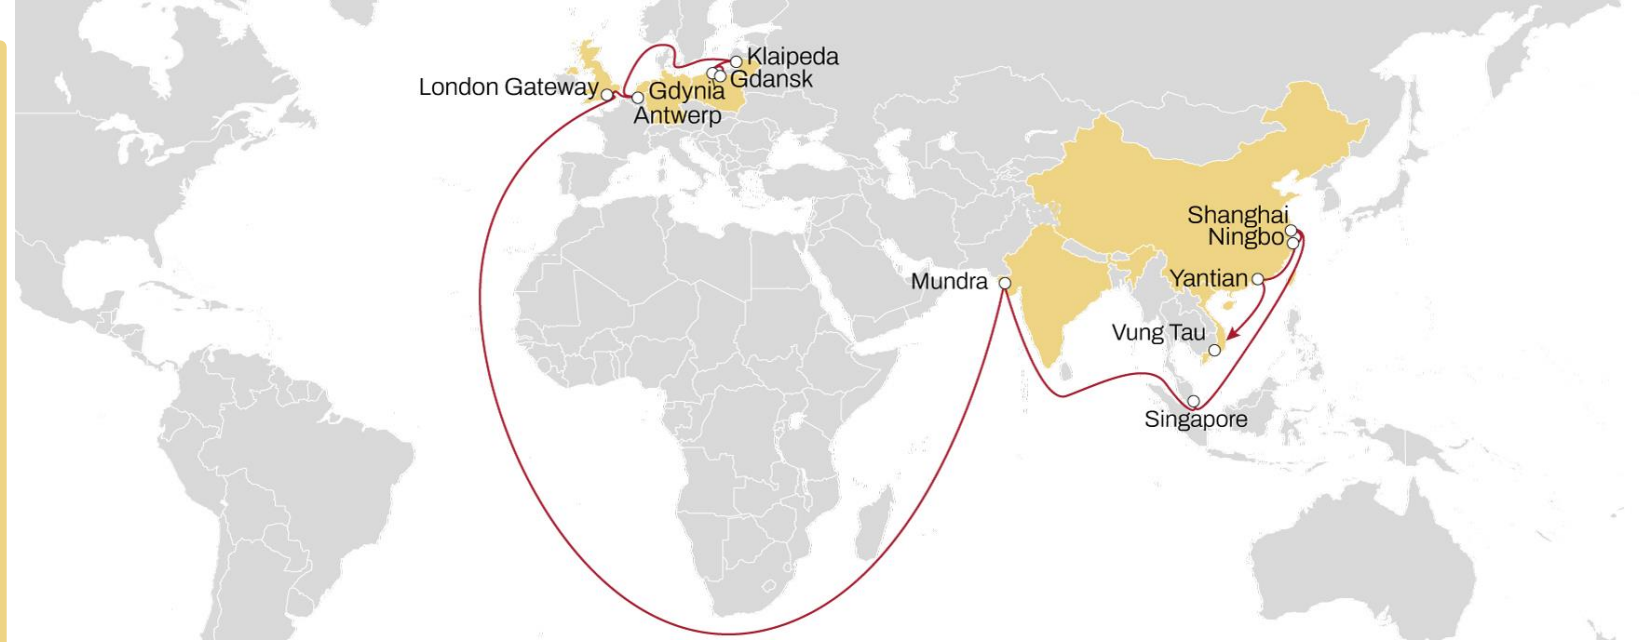 Klaipeda
Gdansk
London Gateway
Gdynia
Antwerp
Shanghai
Ningbo
Mundra
Yantian
Vung Tau
Singapore